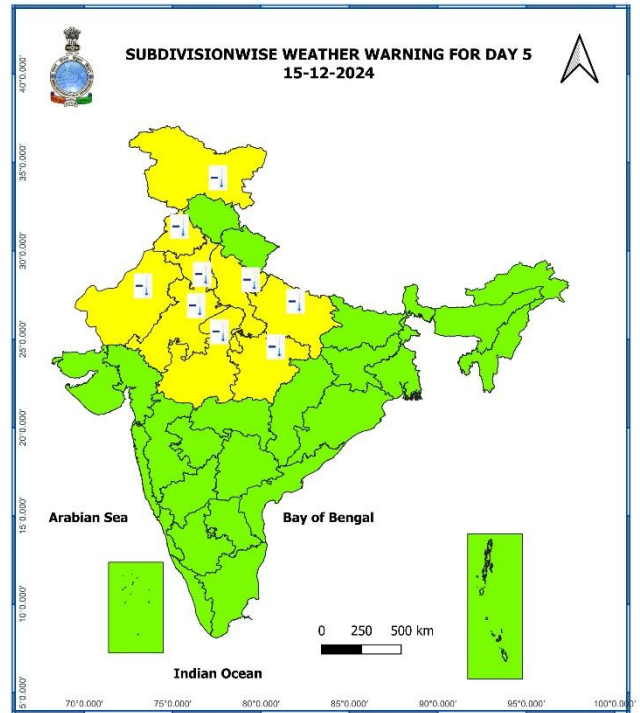 SUBDIVISIONWISE WEATHER WARNING FOR DAY 5
15-12-2024
40°0.000'
35°0.000'
30°0.000'
25°0.000'
20°0.000'
15°0.000'
10°0.000'
5°0.000'
Arabian Sea
Bay of Bengal
0 250 500 km
Indian Ocean
70°0.000' 75°0.000' 80°0.000' 85°0.000' 90°0.000' 95°0.000' 100°0.000'